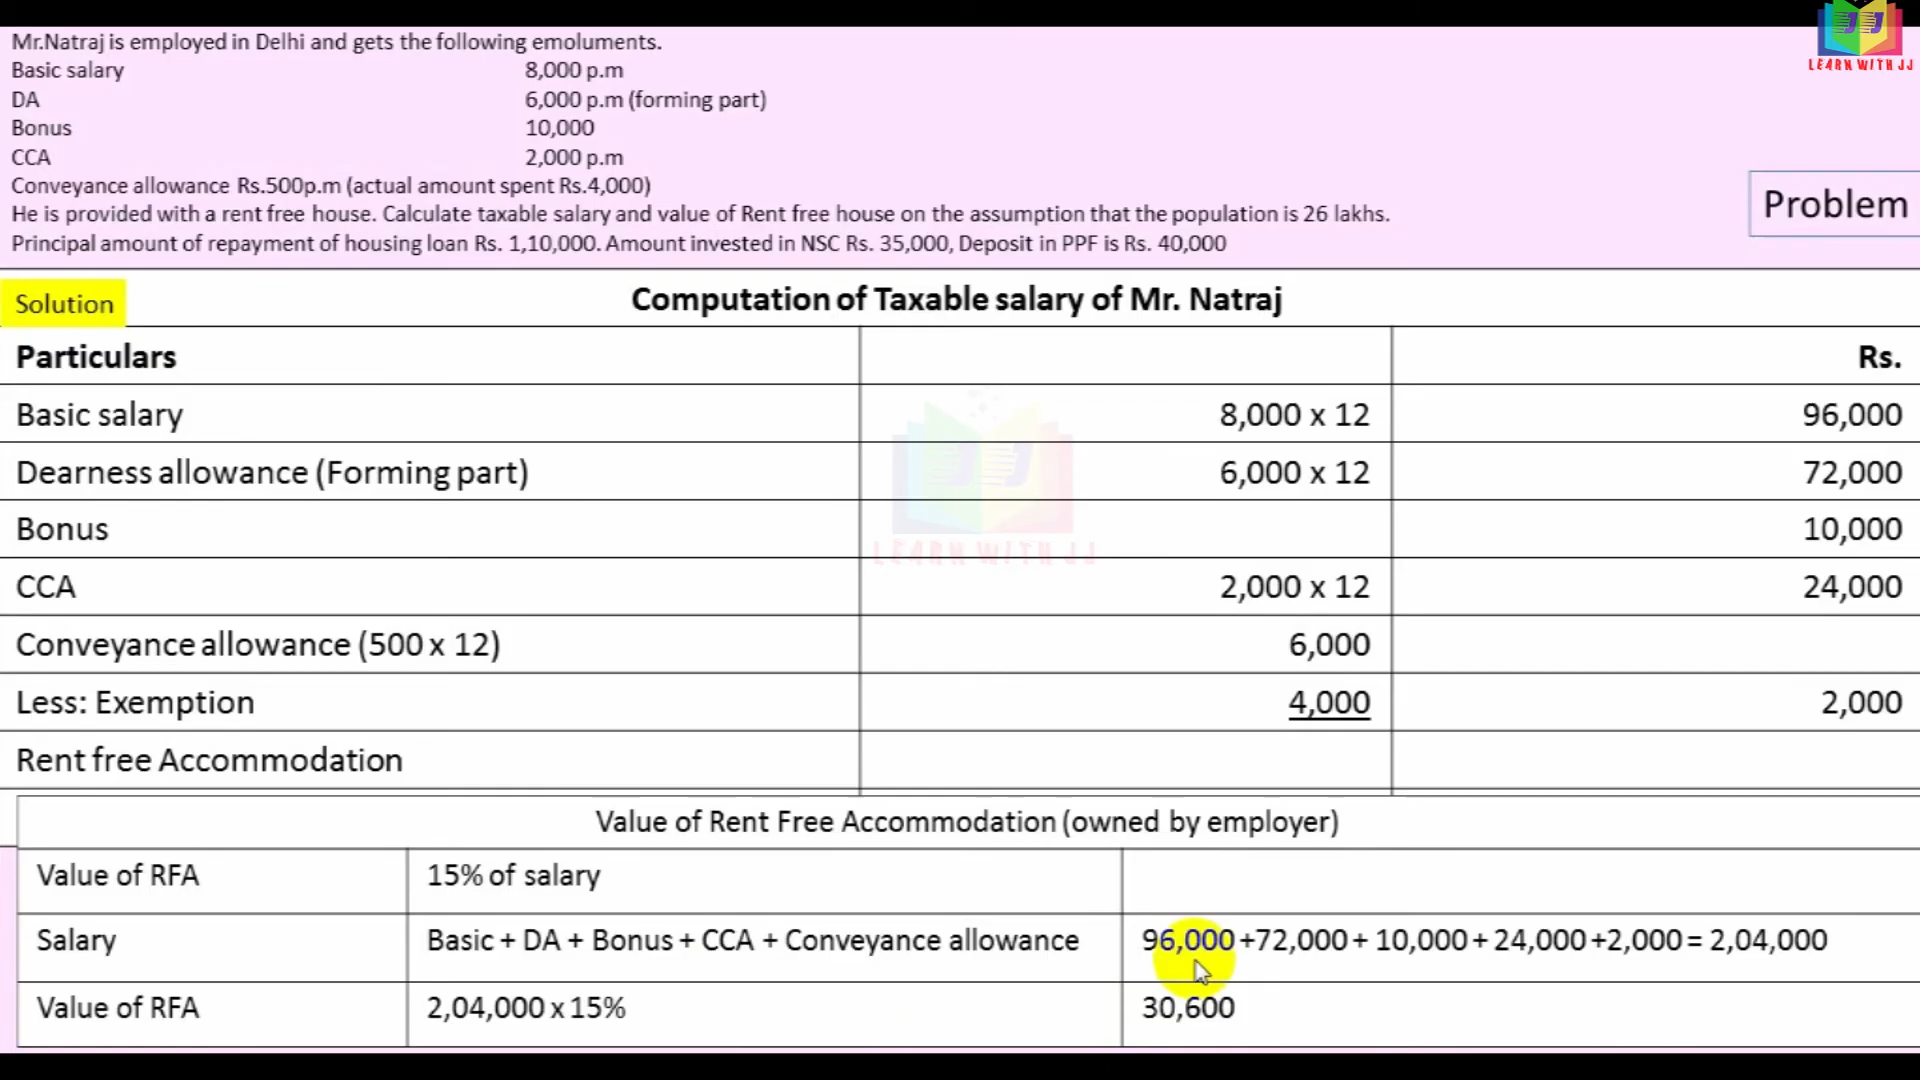 LEARN WITH JJ
Mr.Natraj is employed in Delhi and gets the following emoluments.
Basic salary 8,000 p.m
DA 6,000 p.m (forming part)
Bonus 10,000
CCA 2,000 p.m
Conveyance allowance Rs.500p.m (actual amount spent Rs.4,000)
He is provided with a rent free house. Calculate taxable salary and value of Rent free house on the assumption that the population is 26 lakhs.
Principal amount of repayment of housing loan Rs. 1,10,000. Amount invested in NSC Rs. 35,000, Deposit in PPF is Rs. 40,000
Problem
Solution
Computation of Taxable salary of Mr. Natraj
Particulars Rs.
Basic salary 8,000 x 12 96,000
Dearness allowance (Forming part) 6,000 x 12 72,000
Bonus 10,000
CCA 2,000 x 12 24,000
LEARN WITH JJ
Conveyance allowance (500 x 12) 6,000
Less: Exemption 4,000 2,000
Rent free Accommodation
Value of Rent Free Accommodation (owned by employer)
Value of RFA 15% of salary
Salary Basic + DA + Bonus + CCA + Conveyance allowance 96,000 +72,000 + 10,000 + 24,000 +2,000 = 2,04,000
Value of RFA 2,04,000 x 15% 30,600